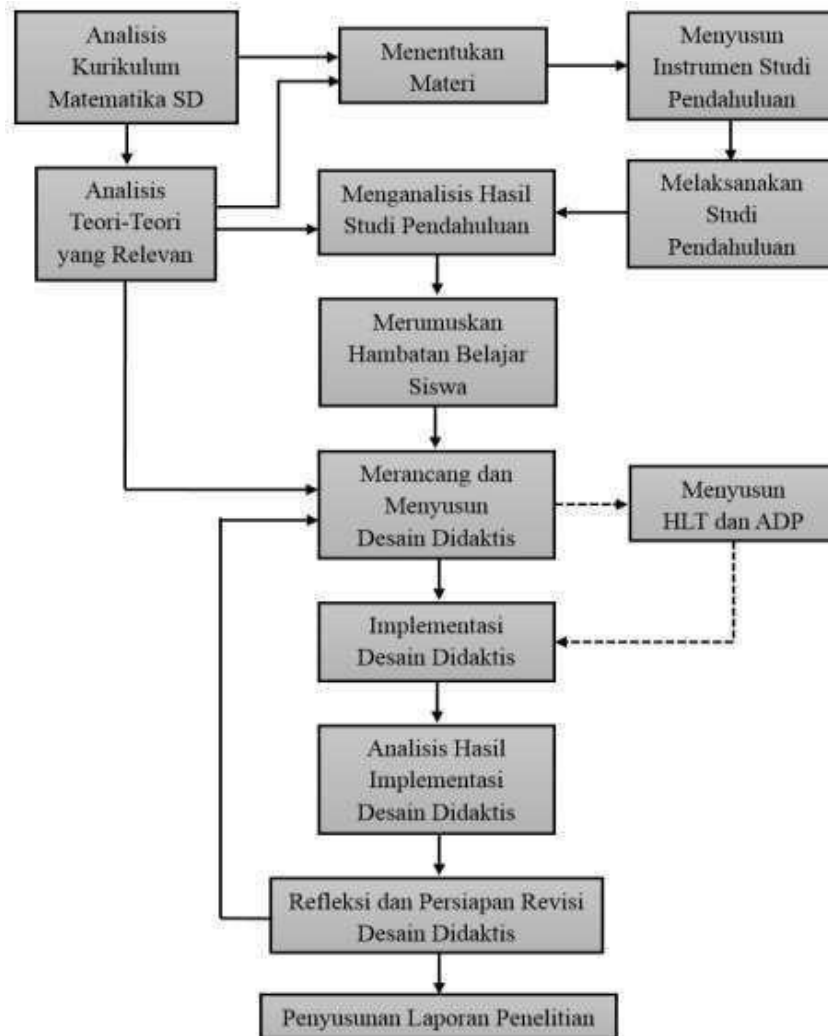 Analisis
Kurikulum
Matematika SD
Menentukan
Materi
Menyusun
Instrumen Studi
Pendahuluan
Analisis
Teori-Teori
yang Relevan
Menganalisis Hasil
Studi Pendahuluan
Melaksanakan
Studi
Pendahuluan
Merumuskan
Hambatan Belajar
Siswa
Merancang dan
Menyusun
Desain Didaktis
Menyusun
HLT dan ADP
Implementasi
Desain Didaktis
Analisis Hasil
Implementasi
Desain Didaktis
Refleksi dan Persiapan Revisi
Desain Didaktis
Penyusunan Laporan Penelitian